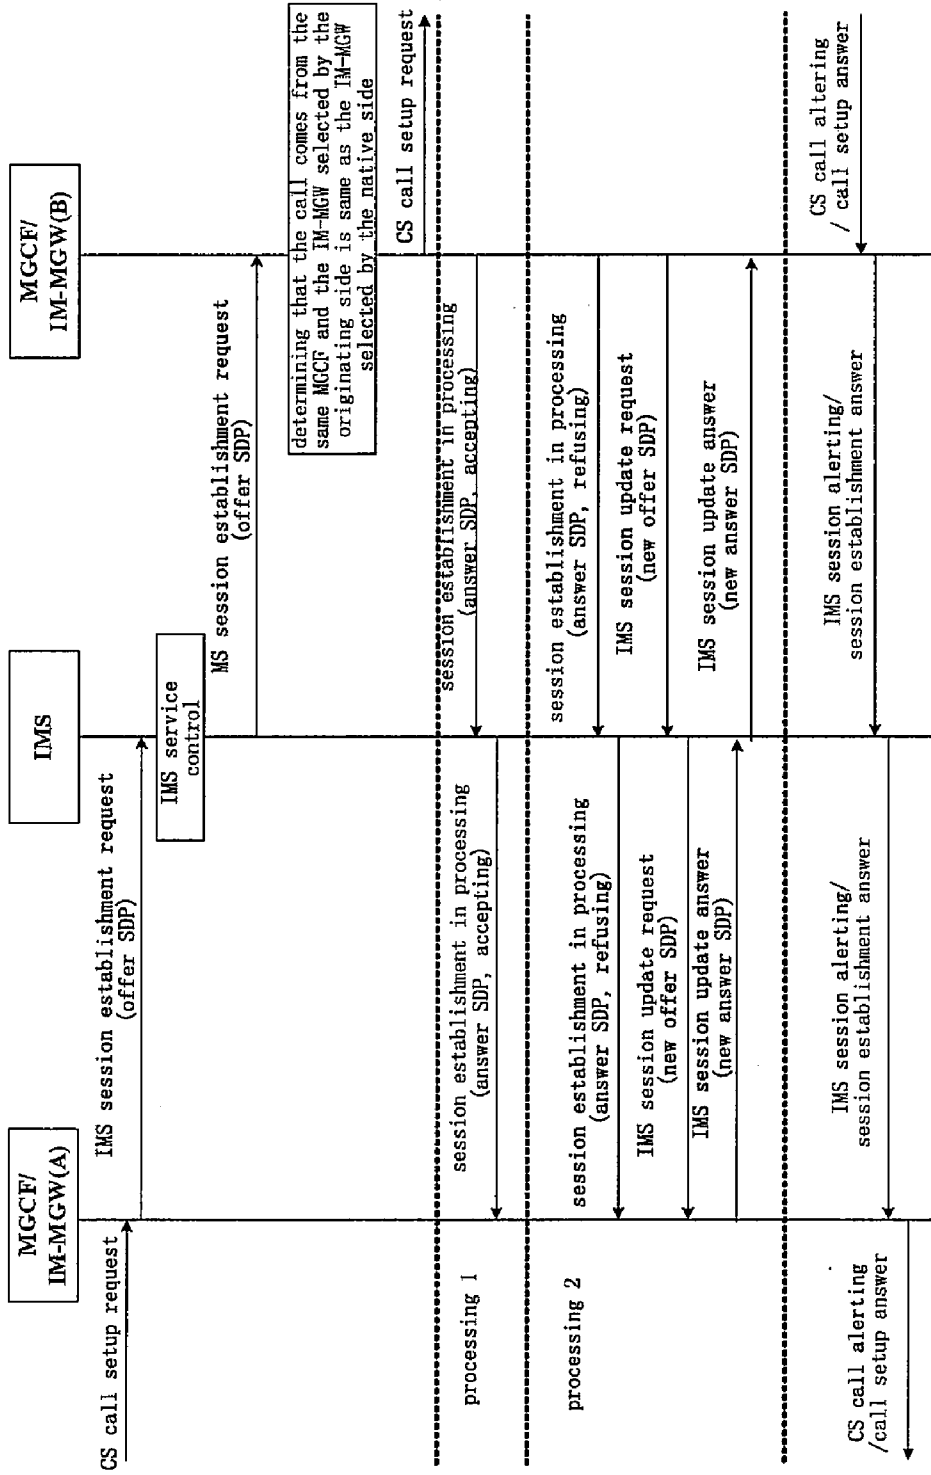 MGCF/
IM-MGW(A)
IMS
MGCF/
IM-MGW(B)
CS call setup request
IMS session establishment request
(offer SDP)
IMS service
control
MS session establishment request
(offer SDP)
determining that the call comes from the
same MGCF and the IM-MGW selected by the
originating side is same as the IM-MGW
selected by the native side
CS call setup request
processing 1
session establishment in processing
(answer SDP, accepting)
session establishment in processing
(answer SDP, accepting)
processing 2
session establishment in processing
(answer SDP, refusing)
session establishment in processing
(answer SDP, refusing)
IMS session update request
(new offer SDP)
IMS session update request
(new offer SDP)
IMS session update answer
(new answer SDP)
IMS session update answer
(new answer SDP)
CS call altering
/ call setup answer
IMS session alerting/
session establishment answer
IMS session alerting/
session establishment answer
CS call alerting
/call setup answer